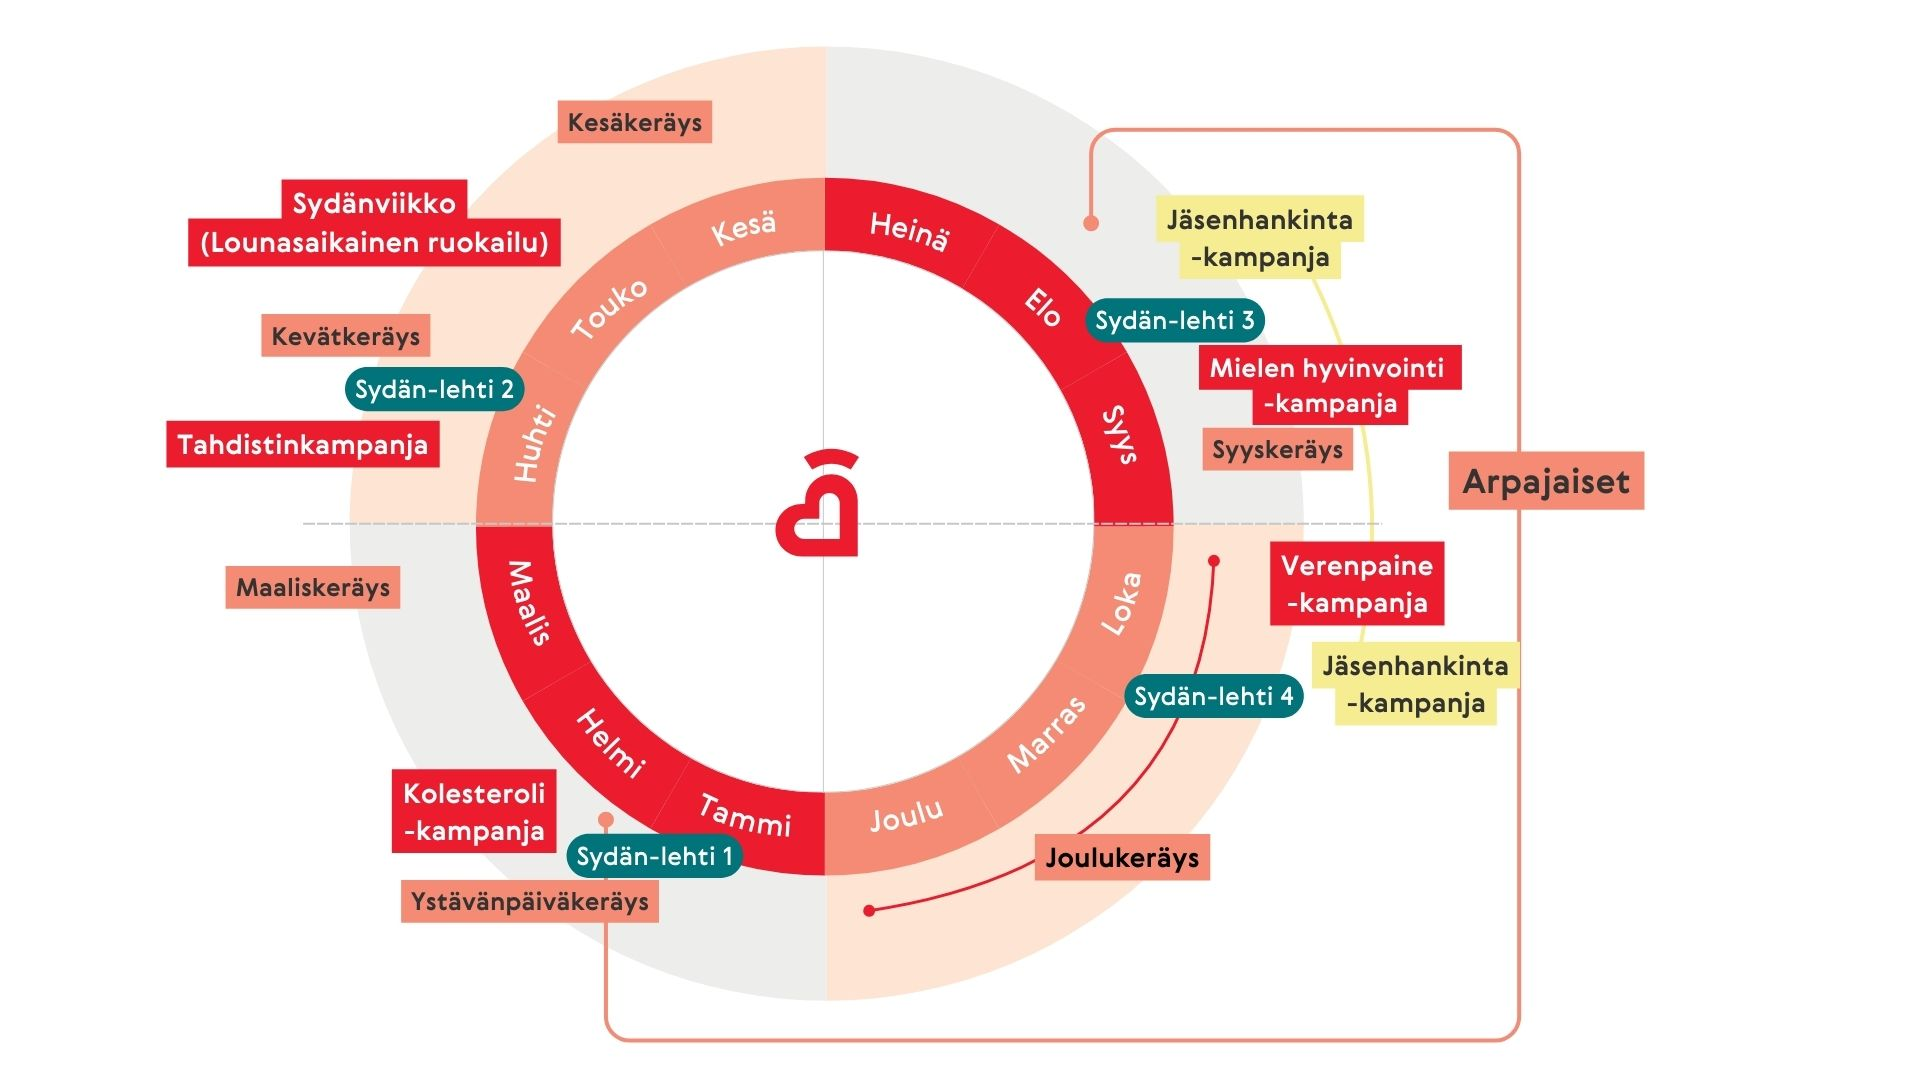 Kesäkeräys
Sydänviikko
(Lounasaikainen ruokailu)
Kevätkeräys
Sydän-lehti 2
Tahdistinkampanja
Maaliskeräys
Kolesteroli
-kampanja
Sydän-lehti 1
Ystävänpäiväkeräys
Kesä
Touko
Huhti
Maalis
Helmi
Tammi
Heinä
Elo
Syys
Loka
Marras
Joulu
Jäsenhankinta
-kampanja
Sydän-lehti 3
Mielen hyvinvointi
-kampanja
Syyskeräys
Arpajaiset
Verenpaine
-kampanja
Jäsenhankinta
-kampanja
Sydän-lehti 4
Joulukeräys